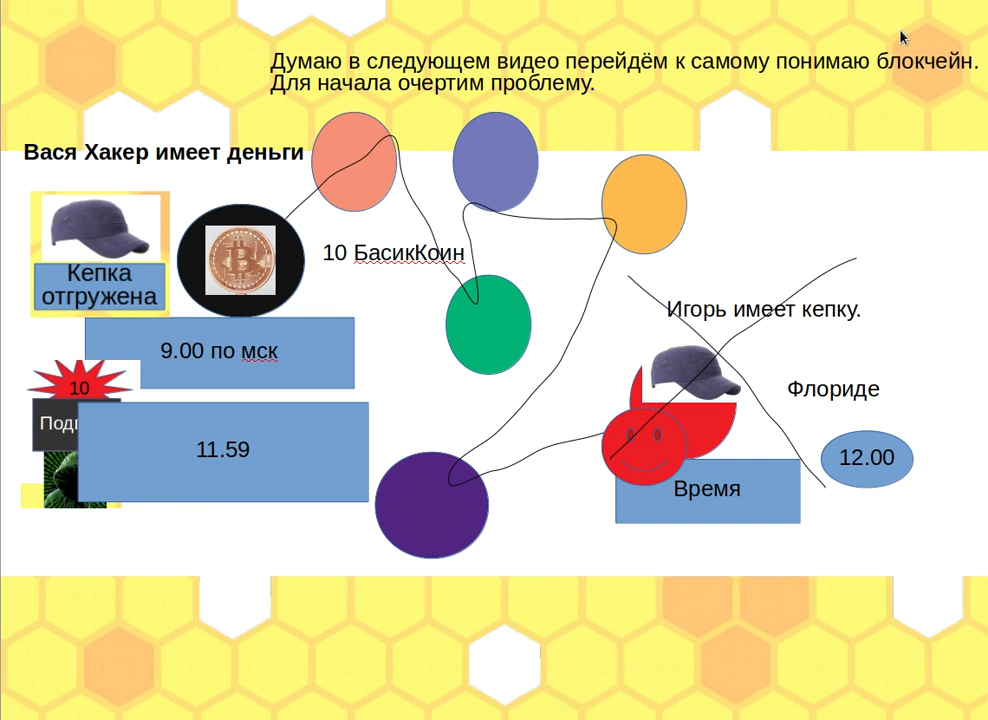 Думаю в следующем видео перейдём к самому понимаю блокчейн.
Для начала очертим проблему.
Вася Хакер имеет деньги
10 БасикКоин
Кепка
отгружена
Игорь имеет кепку.
9.00 по мск
10
Флориде
11.59
12.00
Время